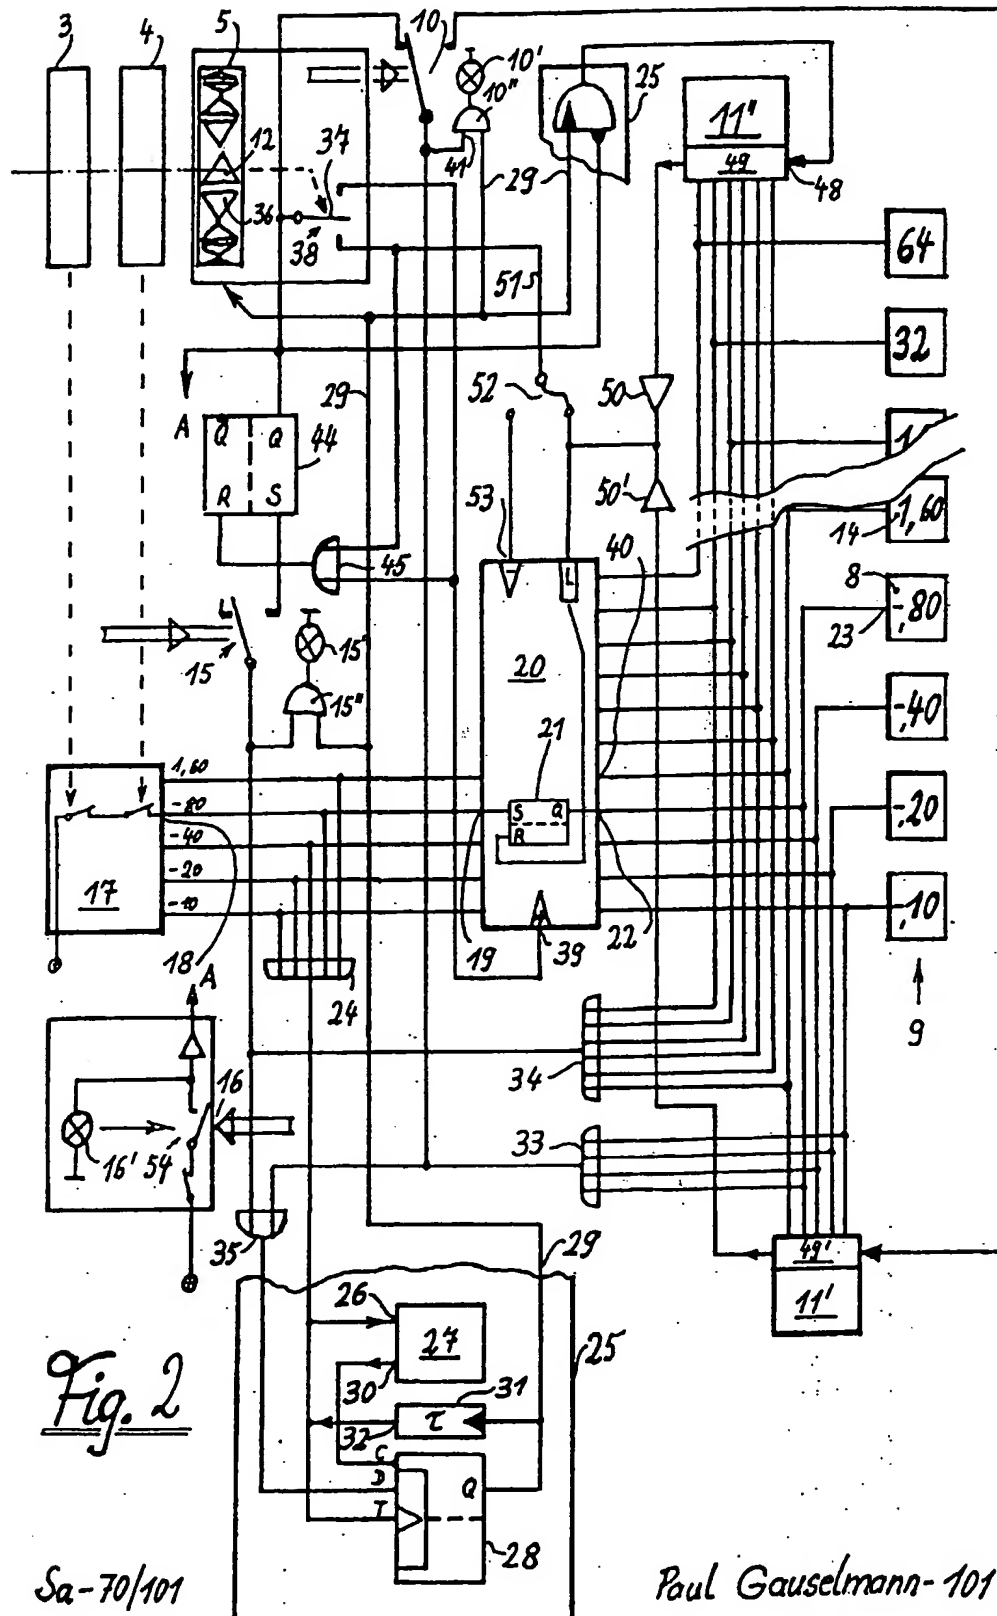 3 4 5 10 10' 10" 25 11" 49 48
12 37 36 38 41 29 29
64
51 32
A 29 52 50
Q Q 44
R S 53 50' 40
45 14 1,60
8 -,80 23
15 15' 15" 20
-,40
1,60 21
-80 S Q
-40 R -,20
-20
17 -10 -,10
18 19 39 22
A 24 9
34
16 33
16' 54
35 29 49'
11'
26 27 25
30 31
τ
32
C
D Q
T
28
Fig. 2
Sa-70/101 Paul Gauselmann-101